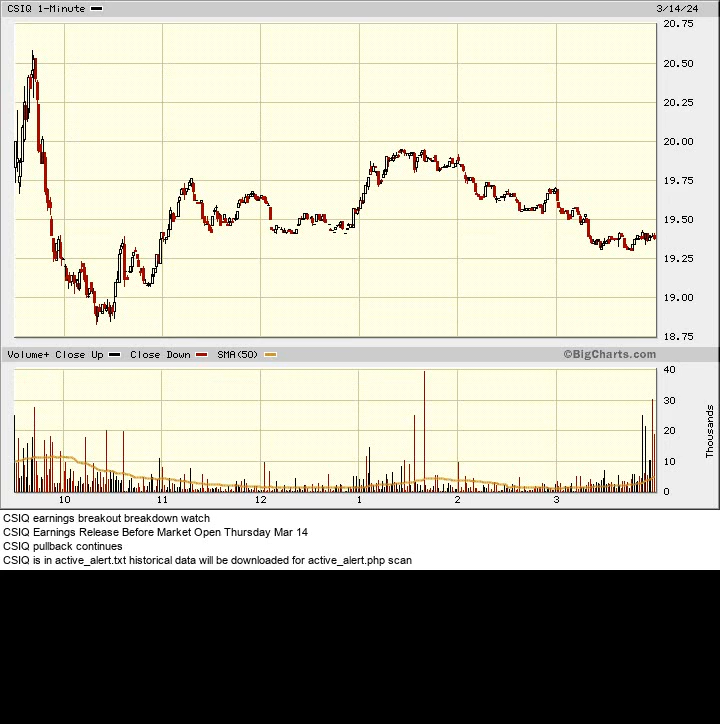 CSIQ 1-Minute 3/14/24
20.75
20.50
20.25
20.00
19.75
19.50
19.25
19.00
18.75
Volume+ Close Up Close Down SMA(50) ©BigCharts.com
40
30
20
10
0
Thousands
10 11 12 1 2 3
CSIQ earnings breakout breakdown watch
CSIQ Earnings Release Before Market Open Thursday Mar 14
CSIQ pullback continues
CSIQ is in active_alert.txt historical data will be downloaded for active_alert.php scan